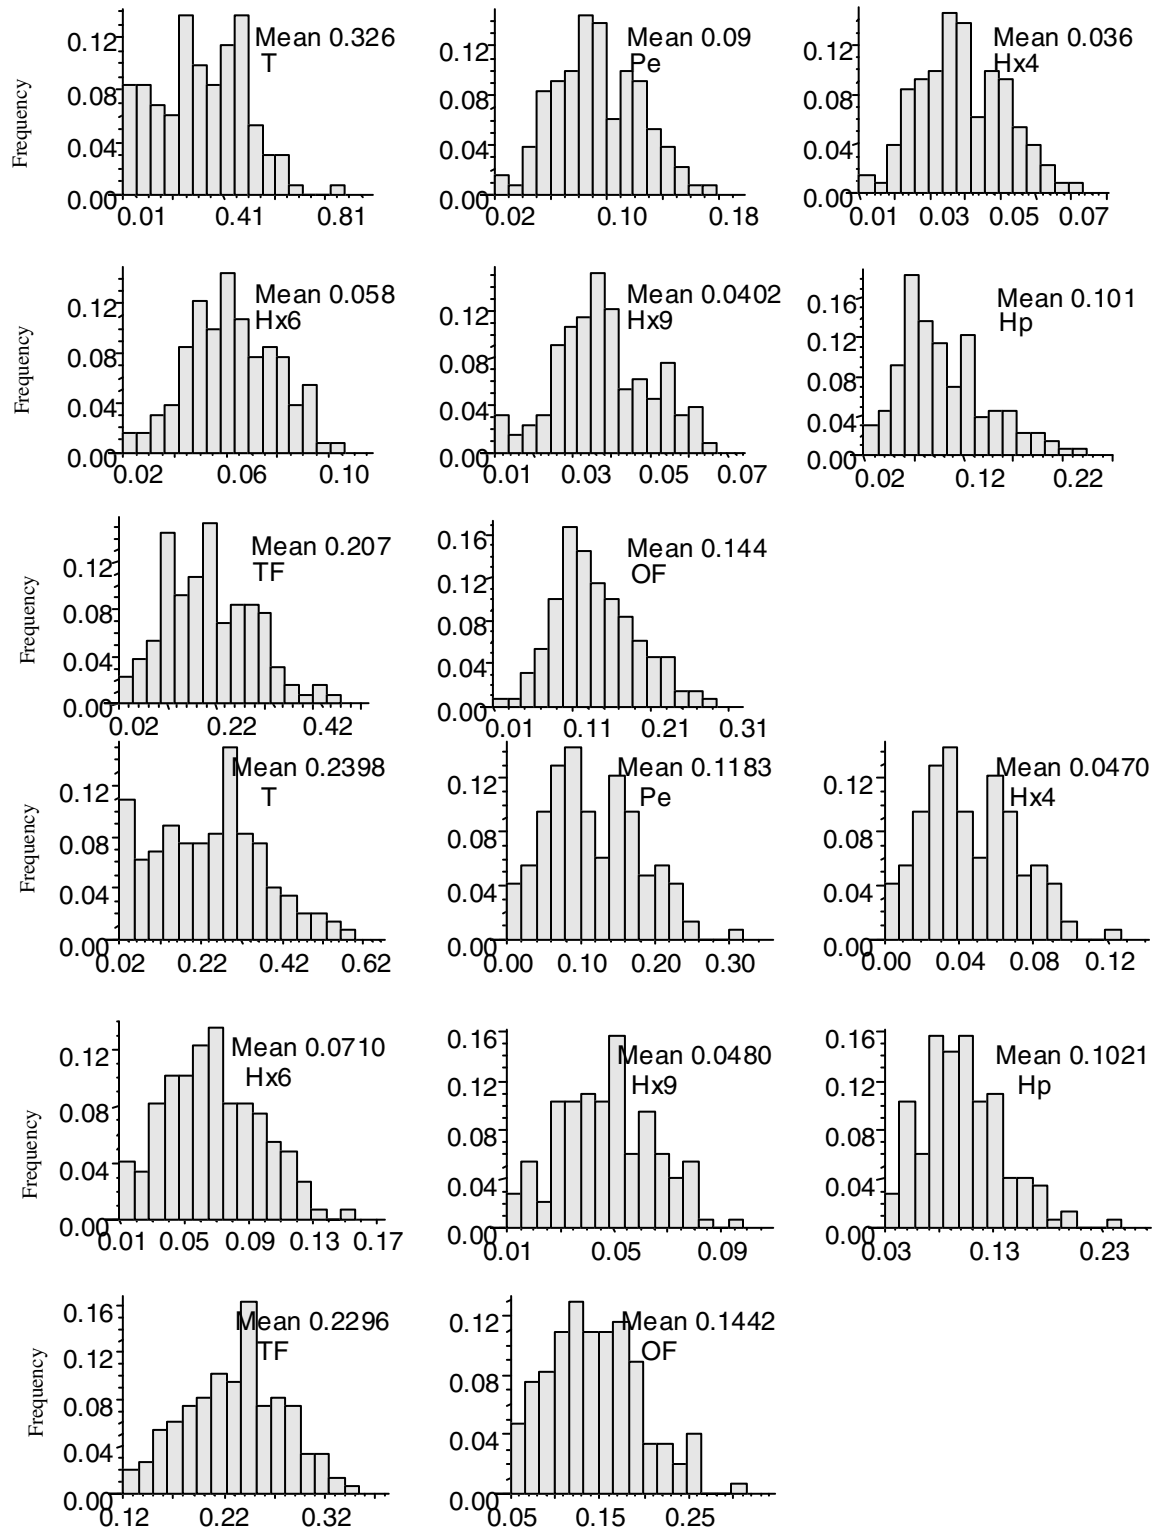 Mean 0.326
T
Mean 0.09
Pe
Mean 0.036
Hx4
Frequency
0.12
0.08
0.04
0.00
0.01 0.41 0.81
0.12
0.08
0.04
0.00
0.02 0.10 0.18
0.12
0.08
0.04
0.00
0.01 0.03 0.05 0.07
Mean 0.058
Hx6
Mean 0.0402
Hx9
Mean 0.101
Hp
Frequency
0.12
0.08
0.04
0.00
0.02 0.06 0.10
0.12
0.08
0.04
0.00
0.01 0.03 0.05 0.07
0.16
0.12
0.08
0.04
0.00
0.02 0.12 0.22
Mean 0.207
TF
Mean 0.144
OF
Frequency
0.12
0.08
0.04
0.00
0.02 0.22 0.42
0.16
0.12
0.08
0.04
0.00
0.01 0.11 0.21 0.31
Mean 0.2398
T
Mean 0.1183
Pe
Mean 0.0470
Hx4
Frequency
0.12
0.08
0.04
0.00
0.02 0.22 0.42 0.62
0.12
0.08
0.04
0.00
0.00 0.10 0.20 0.30
0.12
0.08
0.04
0.00
0.00 0.04 0.08 0.12
Mean 0.0710
Hx6
Mean 0.0480
Hx9
Mean 0.1021
Hp
Frequency
0.12
0.08
0.04
0.00
0.01 0.05 0.09 0.13 0.17
0.16
0.12
0.08
0.04
0.00
0.01 0.05 0.09
0.16
0.12
0.08
0.04
0.00
0.03 0.13 0.23
Mean 0.2296
TF
Mean 0.1442
OF
Frequency
0.16
0.12
0.08
0.04
0.00
0.12 0.22 0.32
0.12
0.08
0.04
0.00
0.05 0.15 0.25